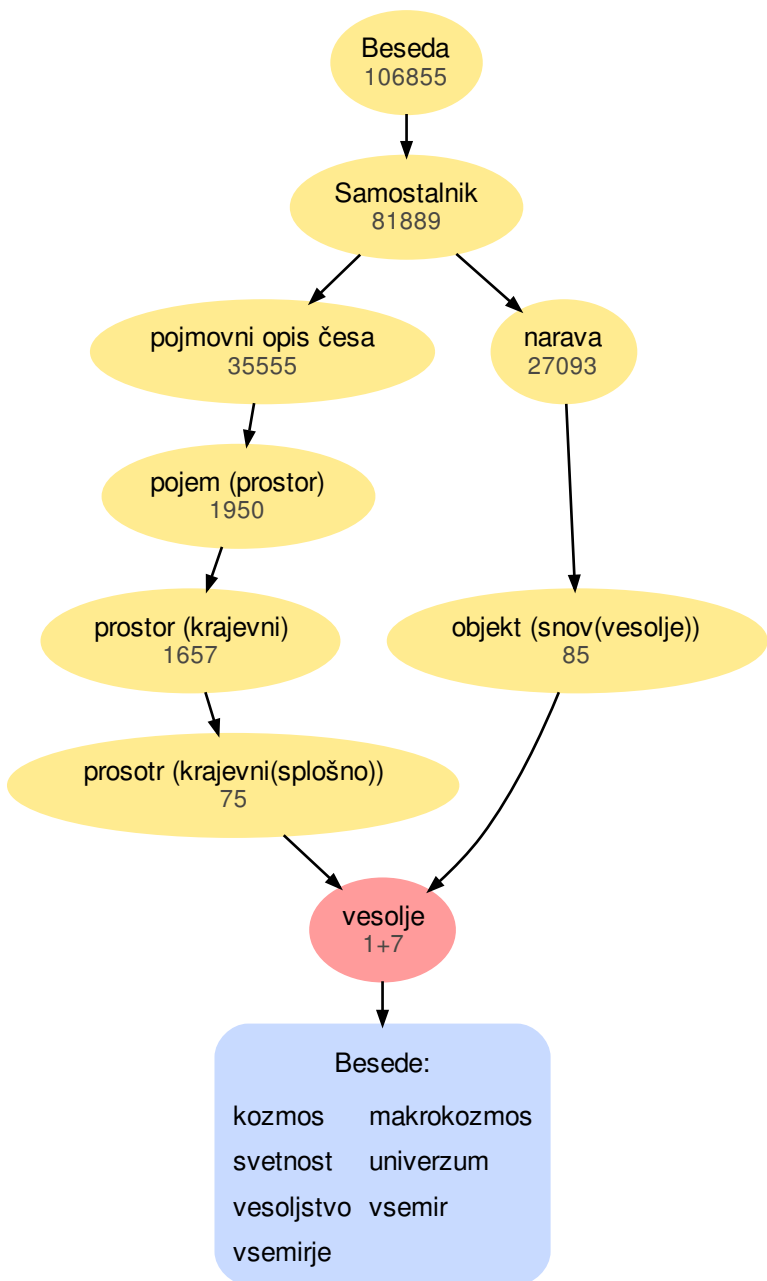 Beseda
106855
Samostalnik
81889
pojmovni opis česa
35555
narava
27093
pojem (prostor)
1950
prostor (krajevni)
1657
objekt (snov(vesolje))
85
prosotr (krajevni(splošno))
75
vesolje
1+7
Besede:
kozmos makrokozmos
svetnost univerzum
vesoljstvo vsemir
vsemirje